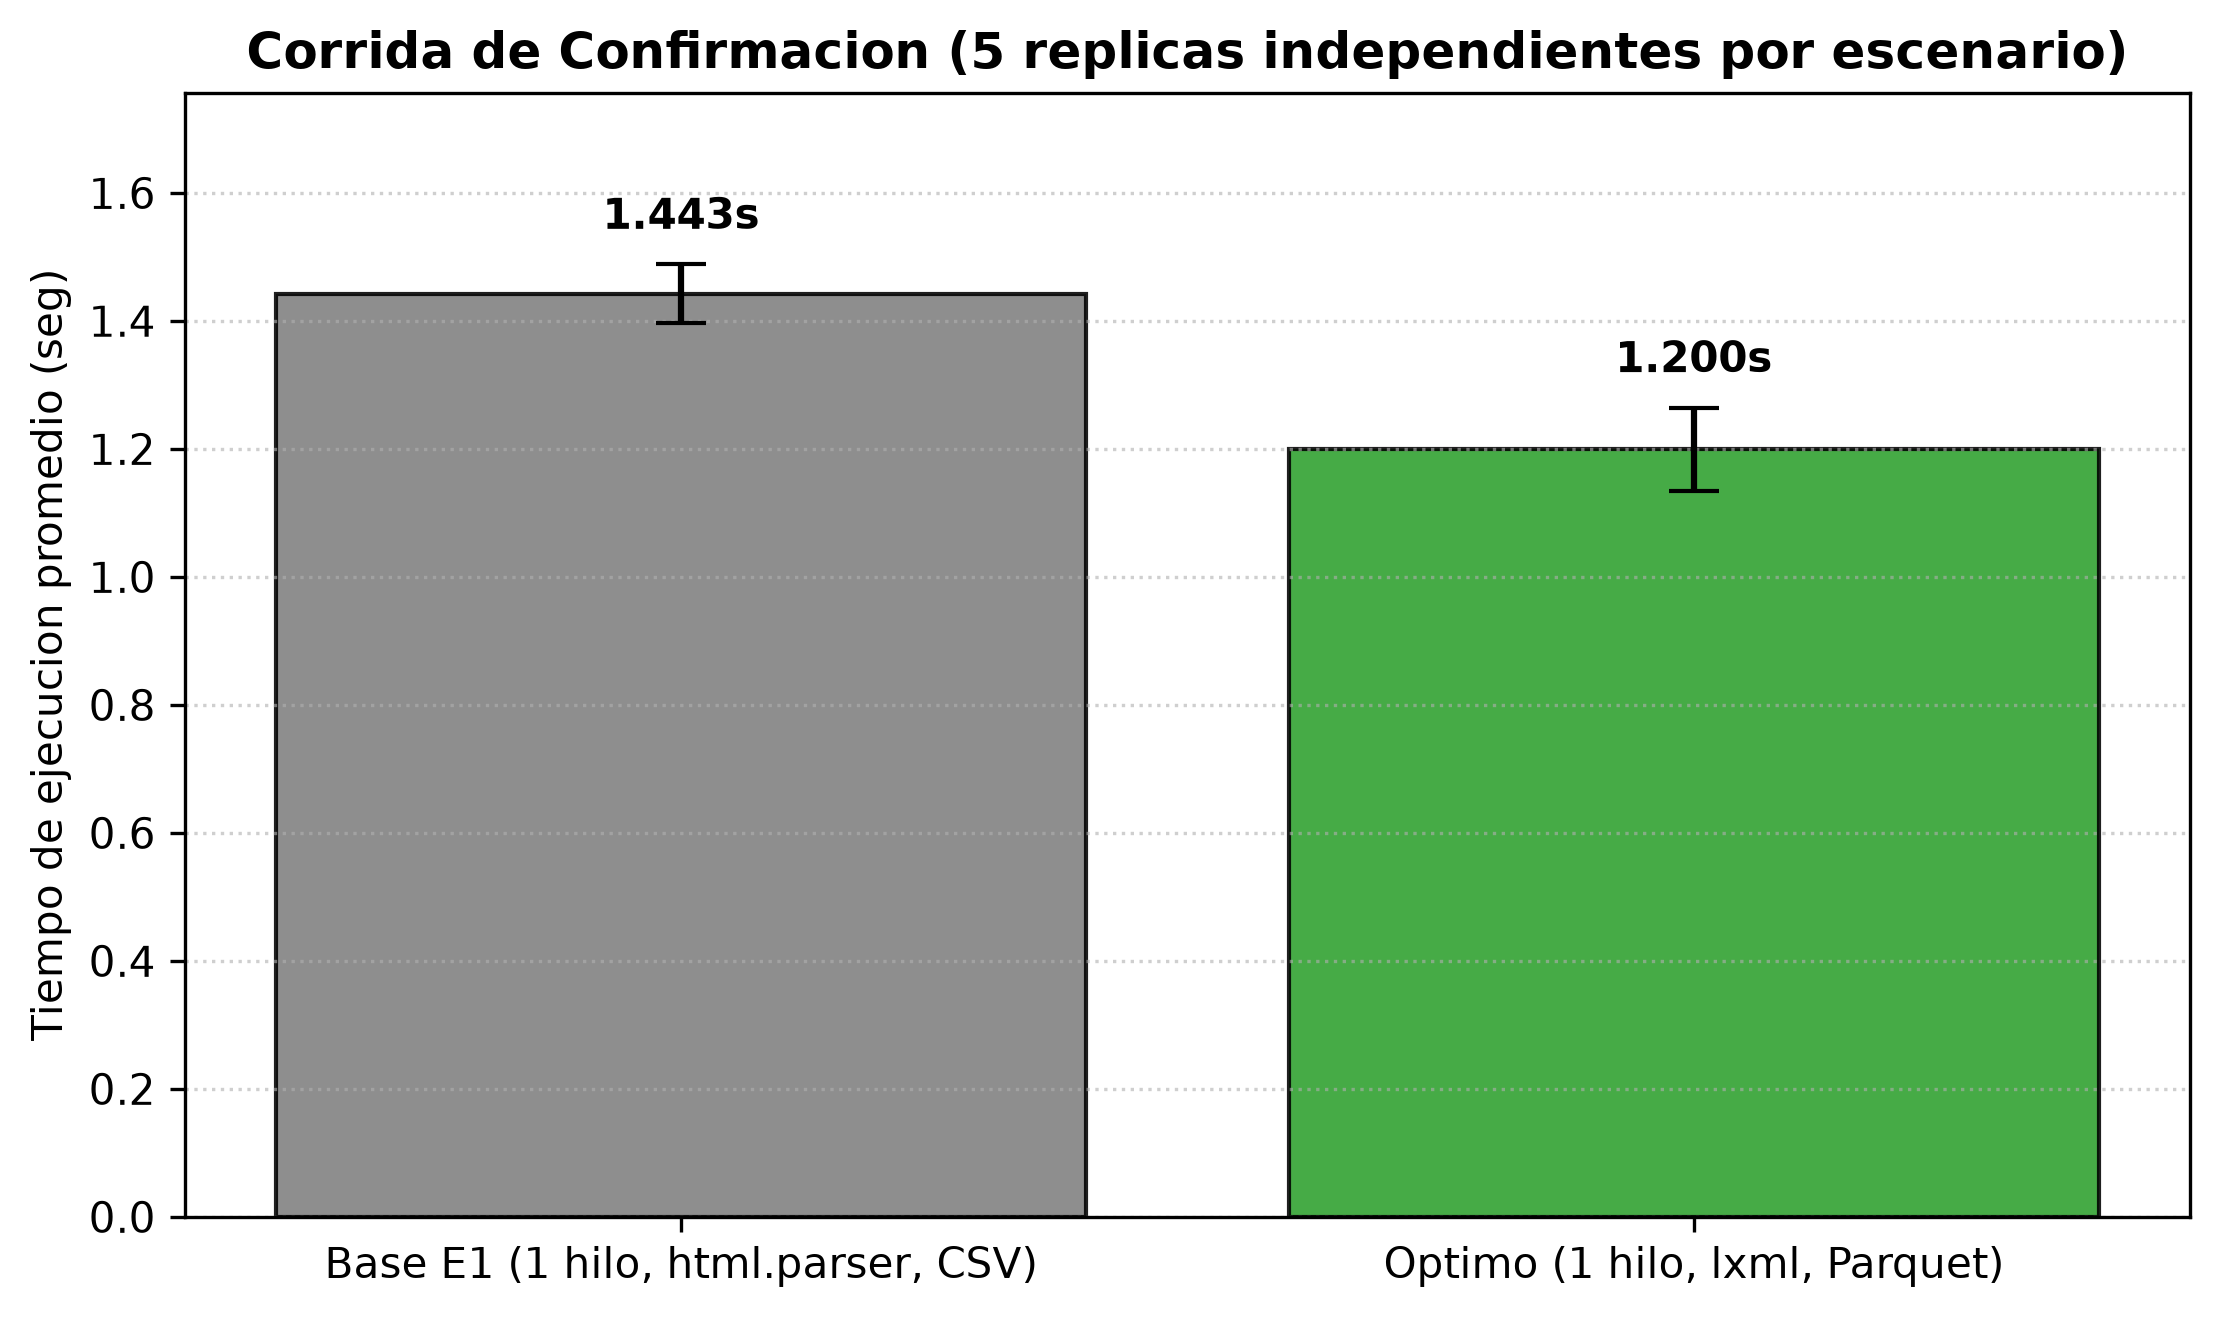 Corrida de Confirmacion (5 replicas independientes por escenario)
Tiempo de ejecucion promedio (seg)
1.6
1.4
1.2
1.0
0.8
0.6
0.4
0.2
0.0
1.443s
1.200s
Base E1 (1 hilo, html.parser, CSV)
Optimo (1 hilo, lxml, Parquet)